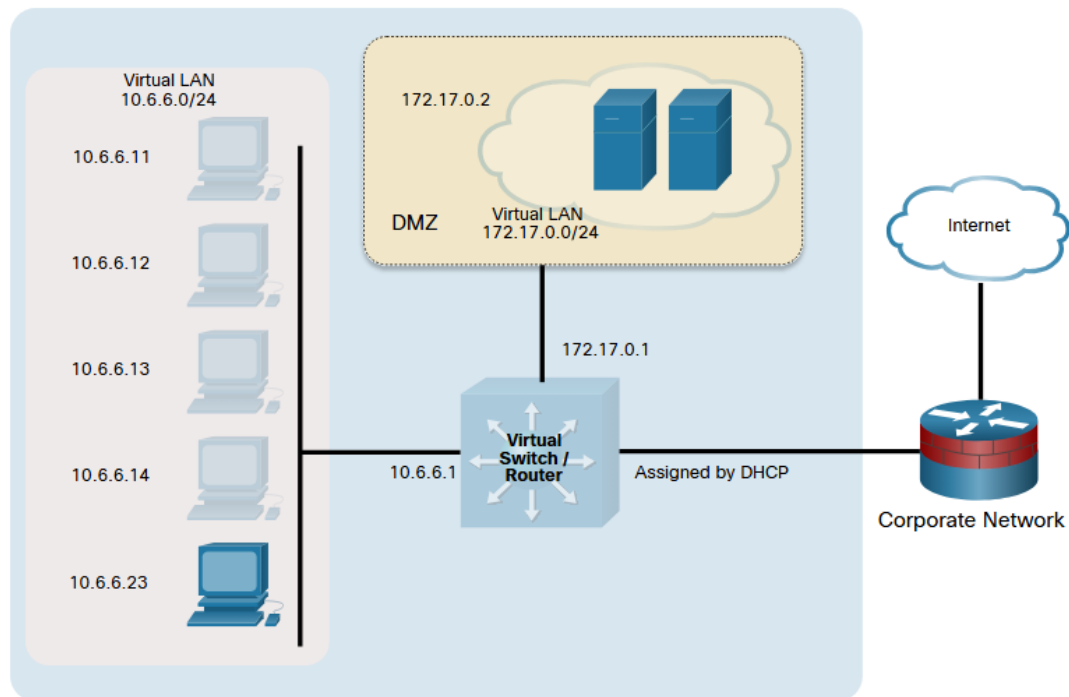 Virtual LAN
10.6.6.0/24
10.6.6.11
10.6.6.12
10.6.6.13
10.6.6.14
10.6.6.23
172.17.0.2
DMZ
Virtual LAN
172.17.0.0/24
172.17.0.1
10.6.6.1
Virtual
Switch /
Router
Assigned by DHCP
Internet
Corporate Network